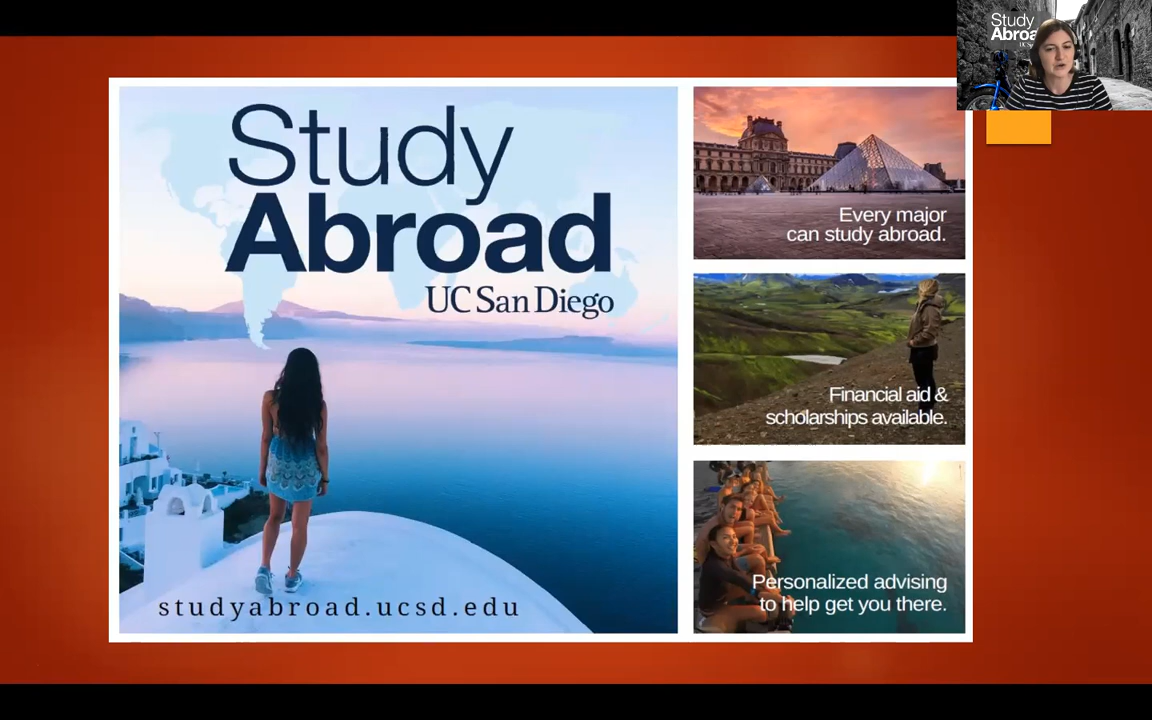 Study
Abroad
UC San Diego
studyabroad.ucsd.edu
Every major
can study abroad.
Financial aid &
scholarships available.
Personalized advising
to help get you there.
Study